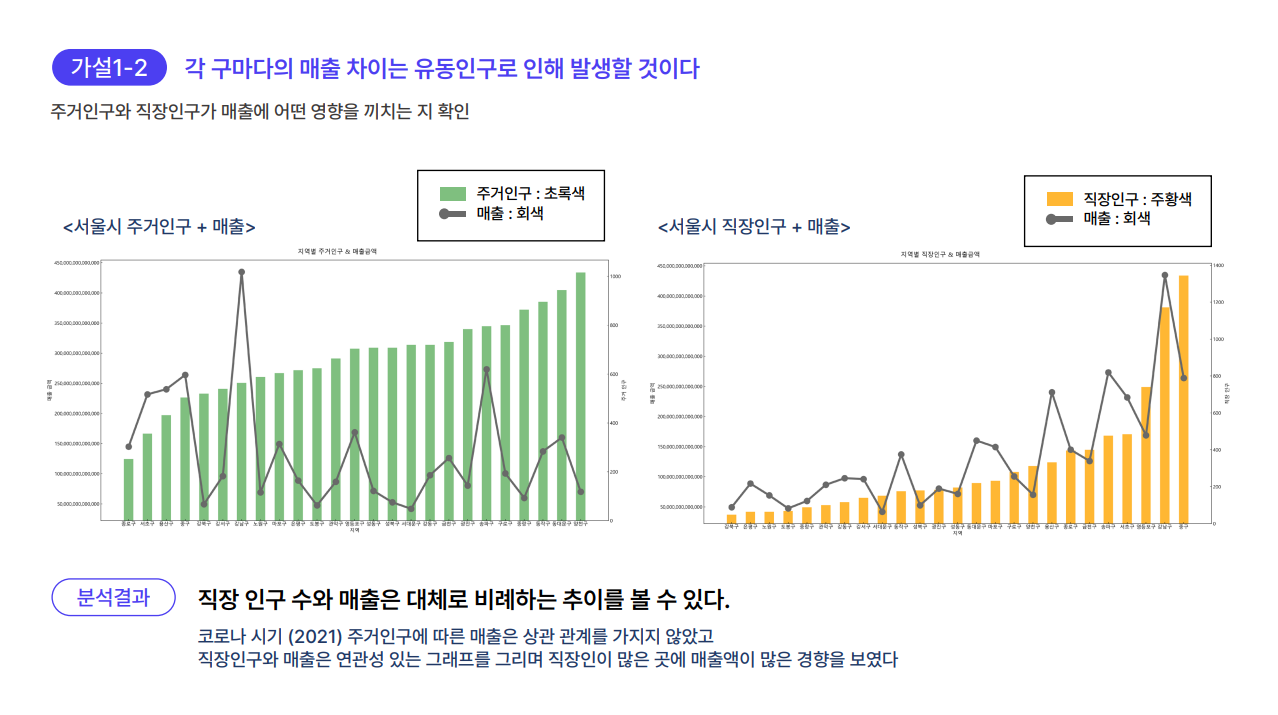 가설1-2
각 구마다의 매출 차이는 유동인구로 인해 발생할 것이다
주거인구와 직장인구가 매출에 어떤 영향을 끼치는 지 확인
<서울시 주거인구 + 매출>
주거인구 : 초록색
매출 : 회색
지역별 주거인구 & 매출금액
450,000,000,000,000
400,000,000,000,000
350,000,000,000,000
300,000,000,000,000
250,000,000,000,000
200,000,000,000,000
150,000,000,000,000
100,000,000,000,000
50,000,000,000,000
매출 금액
1000
800
600
400
200
0
주거 인구
종로구 서초구 용산구 중구 강북구 강서구 강남구 노원구 마포구 은평구 도봉구 관악구 영등포구 성동구 성북구 서대문구 강동구 금천구 광진구 송파구 구로구 중랑구 동작구 동대문구 양천구
지역
<서울시 직장인구 + 매출>
직장인구 : 주황색
매출 : 회색
지역별 직장인구 & 매출금액
450,000,000,000,000
400,000,000,000,000
350,000,000,000,000
300,000,000,000,000
250,000,000,000,000
200,000,000,000,000
150,000,000,000,000
100,000,000,000,000
50,000,000,000,000
매출 금액
1400
1200
1000
800
600
400
200
0
직장 인구
강북구 은평구 노원구 도봉구 중랑구 관악구 강동구 강서구 서대문구 동작구 성북구 광진구 성동구 동대문구 마포구 구로구 양천구 용산구 종로구 금천구 송파구 서초구 영등포구 강남구 중구
지역
분석결과
직장 인구 수와 매출은 대체로 비례하는 추이를 볼 수 있다.
코로나 시기 (2021) 주거인구에 따른 매출은 상관 관계를 가지지 않았고
직장인구와 매출은 연관성 있는 그래프를 그리며 직장인이 많은 곳에 매출액이 많은 경향을 보였다